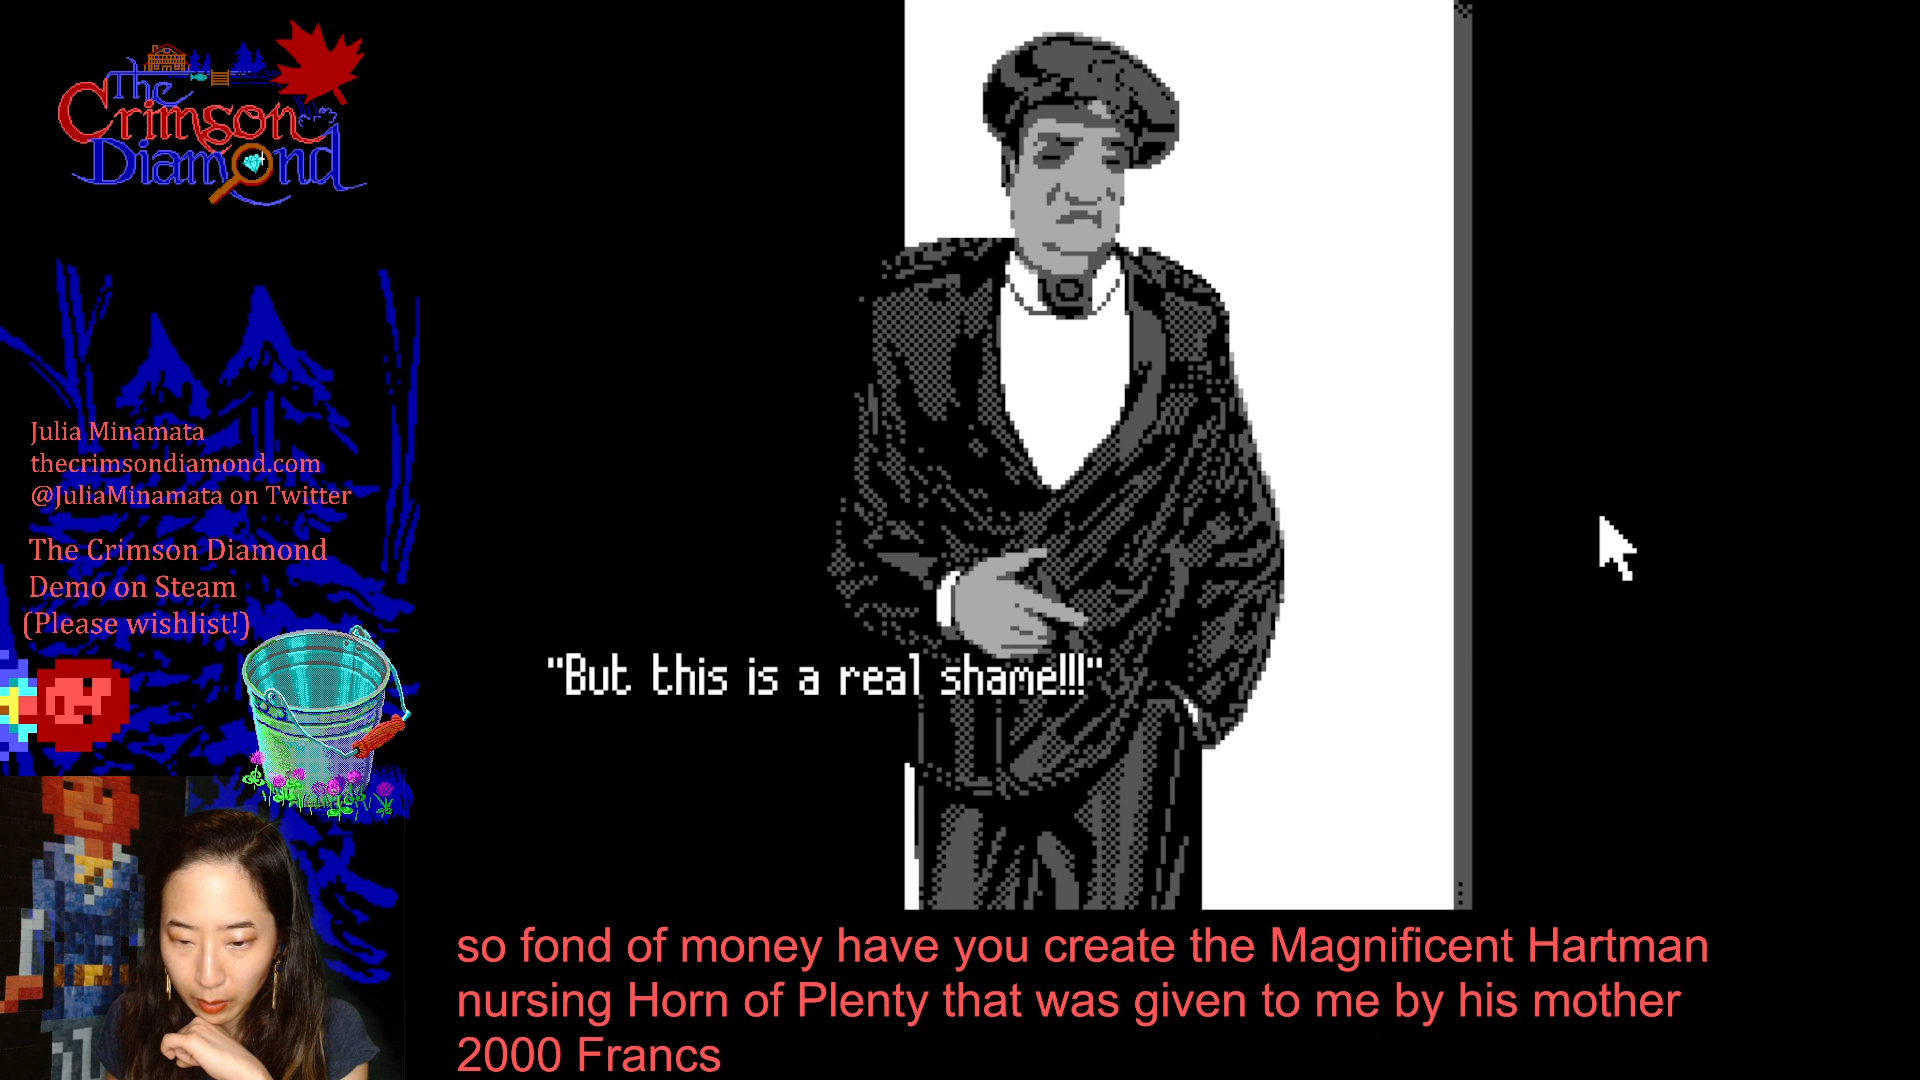 The
Crimson
Diamond
Julia Minamata
thecrimsondiamond.com
@JuliaMinamata on Twitter
The Crimson Diamond
Demo on Steam
(Please wishlist!)
"But this is a real shame!!!"
so fond of money have you create the Magnificent Hartman
nursing Horn of Plenty that was given to me by his mother
2000 Francs